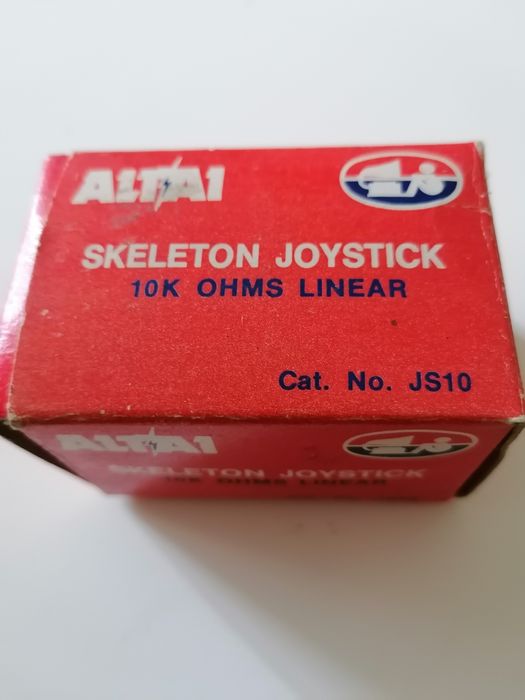 ALTAI
SKELETON JOYSTICK
10K OHMS LINEAR
Cat. No. JS10
ALTAI
SKELETON JOYSTICK
10K OHMS LINEAR